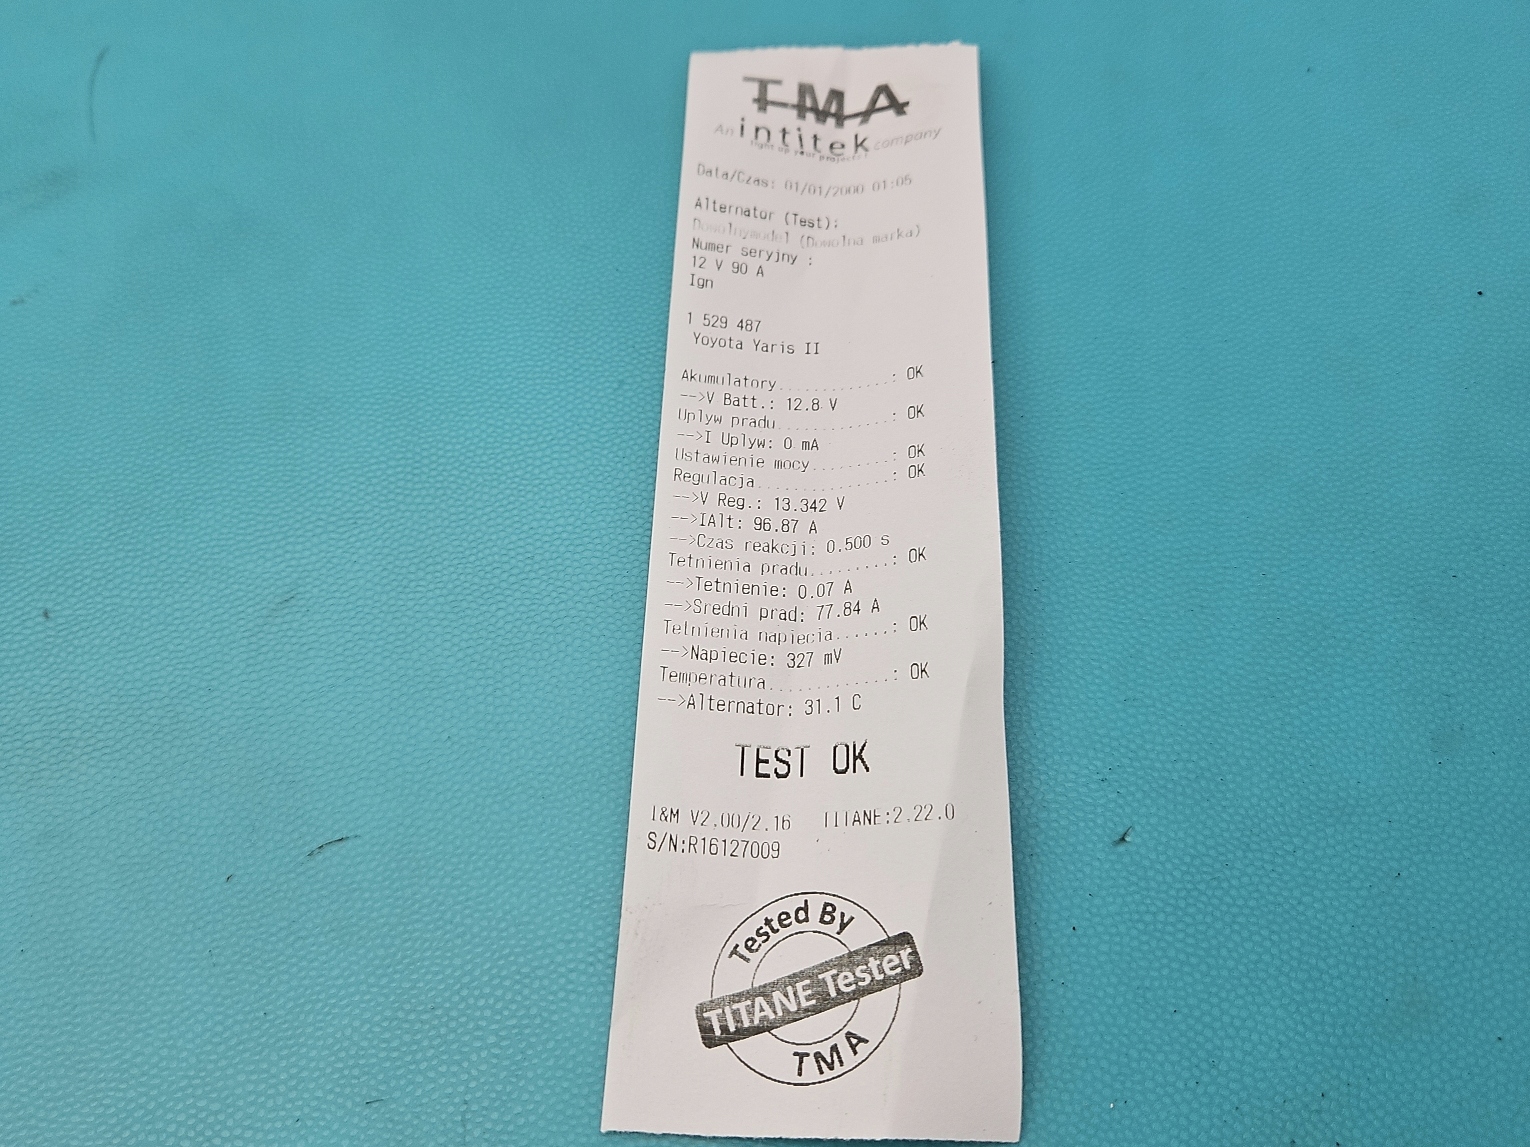 TMA
An intitek company
light up your projects!
Data/Czas: 01/01/2000 01:05
Alternator (Test):
Dowolnymodel (Dowolna marka)
Numer seryjny :
12 V 90 A
Ign
1 529 487
Yoyota Yaris II
Akumulatory............: OK
-->V Batt.: 12.8 V
Uplyw pradu............: OK
-->I Uplyw: 0 mA
Ustawienie mocy........: OK
Regulacja..............: OK
-->V Reg.: 13.342 V
-->IAlt: 96.87 A
-->Czas reakcji: 0.500 s
Tetnienia pradu........: OK
-->Tetnienie: 0.07 A
-->Sredni prad: 77.84 A
Tetnienia napiecia......: OK
-->Napiecie: 327 mV
Temperatura............: OK
-->Alternator: 31.1 C
TEST OK
I&M V2.00/2.16 TITANE:2.22.0
S/N:R16127009
Tested By
TITANE Tester
TMA